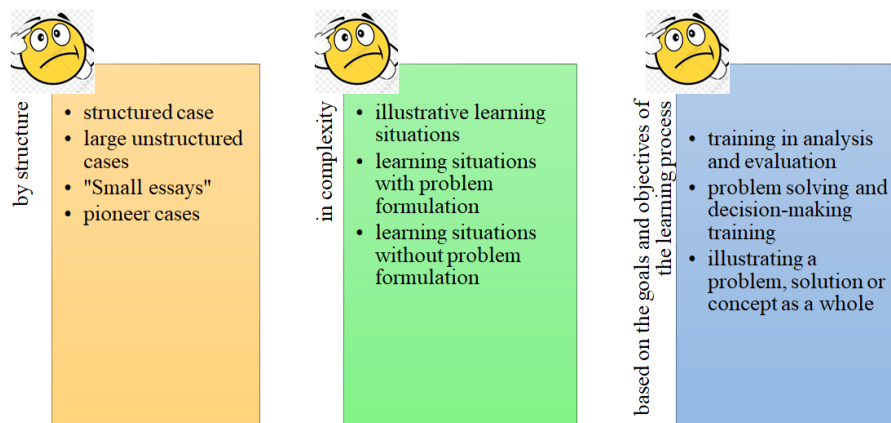 by structure
• structured case
• large unstructured
cases
• "Small essays"
• pioneer cases
in complexity
• illustrative learning
situations
• learning situations
with problem
formulation
• learning situations
without problem
formulation
based on the goals and objectives of
the learning process
• training in analysis
and evaluation
• problem solving and
decision-making
training
• illustrating a
problem, solution or
concept as a whole